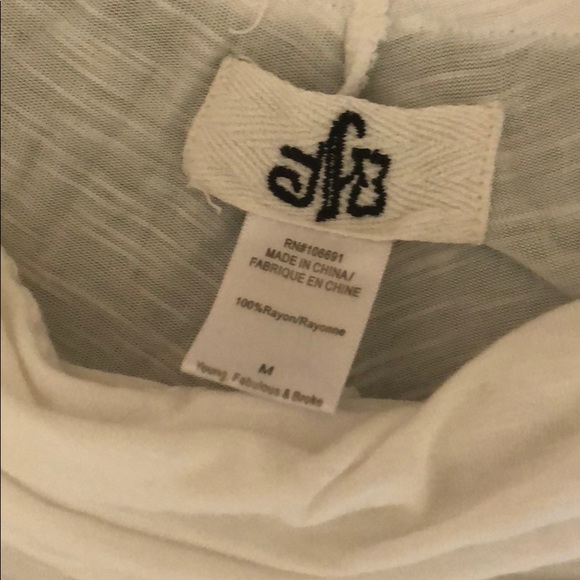 yfb
RN#106691
MADE IN CHINA/
FABRIQUE EN CHINE
100%Rayon/Rayonne
M
Young, Fabulous & Broke